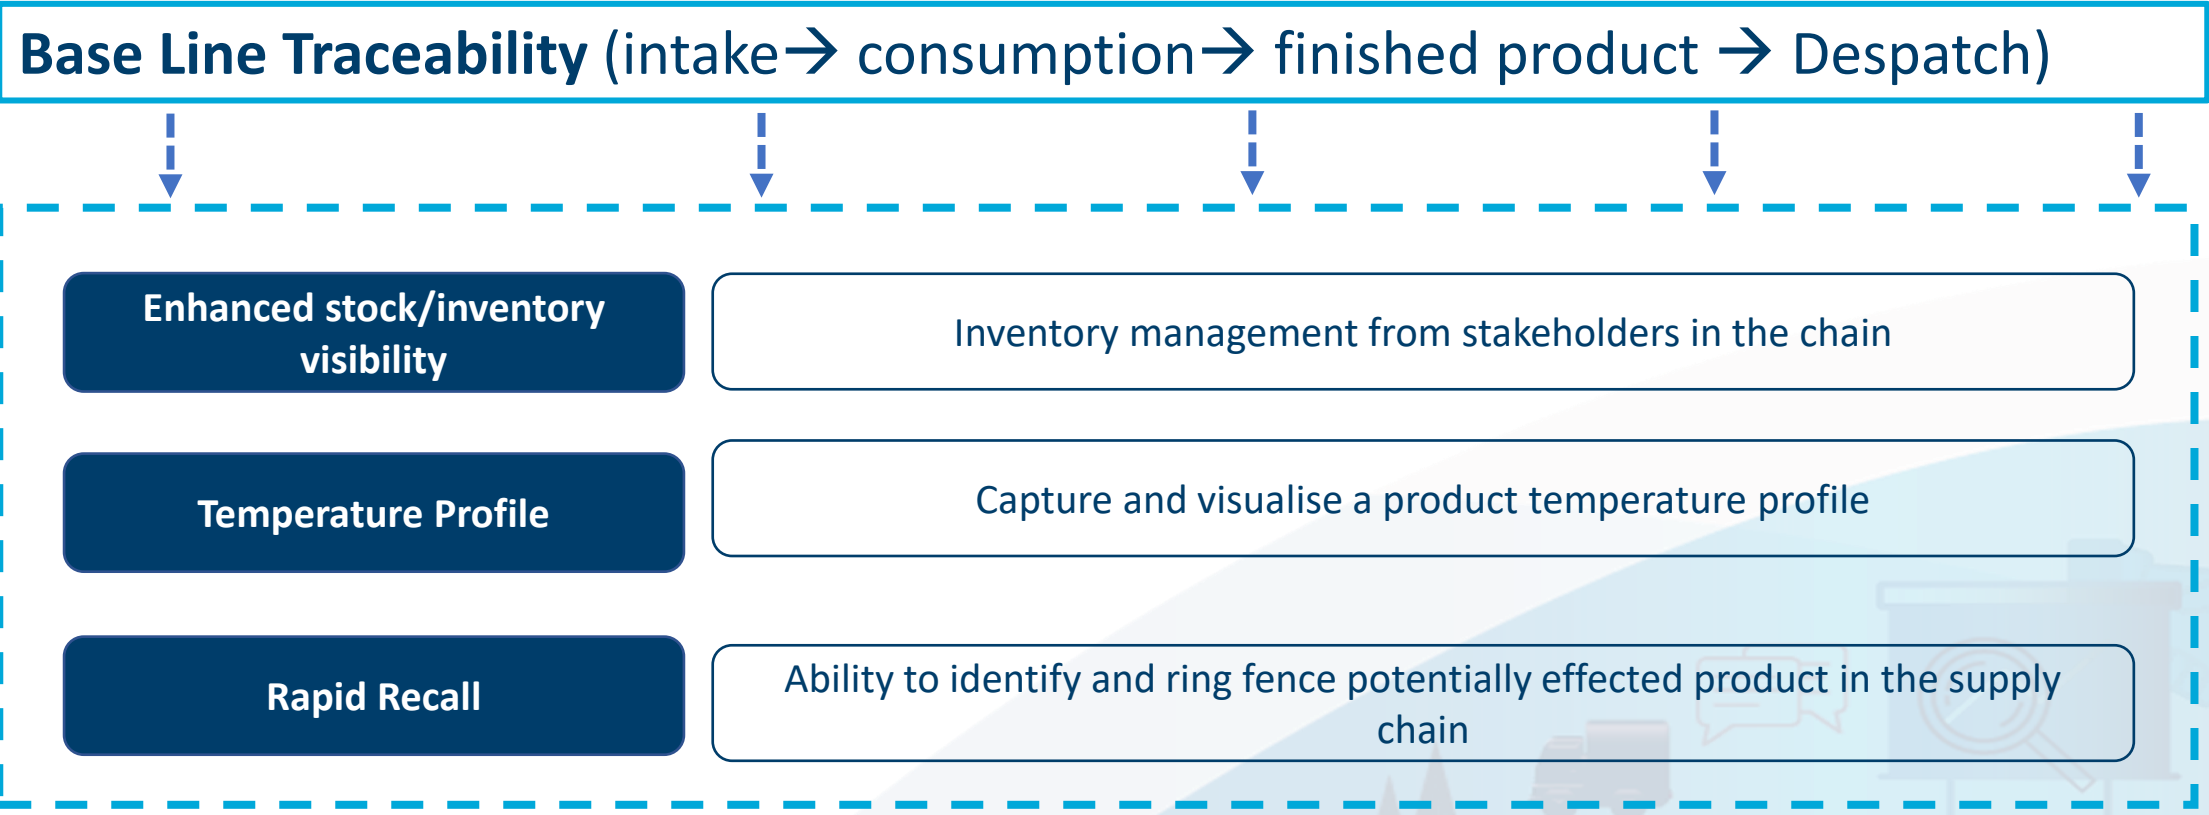 Base Line Traceability (intake→ consumption→ finished product → Despatch)
Enhanced stock/inventory
visibility
Inventory management from stakeholders in the chain
Temperature Profile
Capture and visualise a product temperature profile
Rapid Recall
Ability to identify and ring fence potentially effected product in the supply
chain